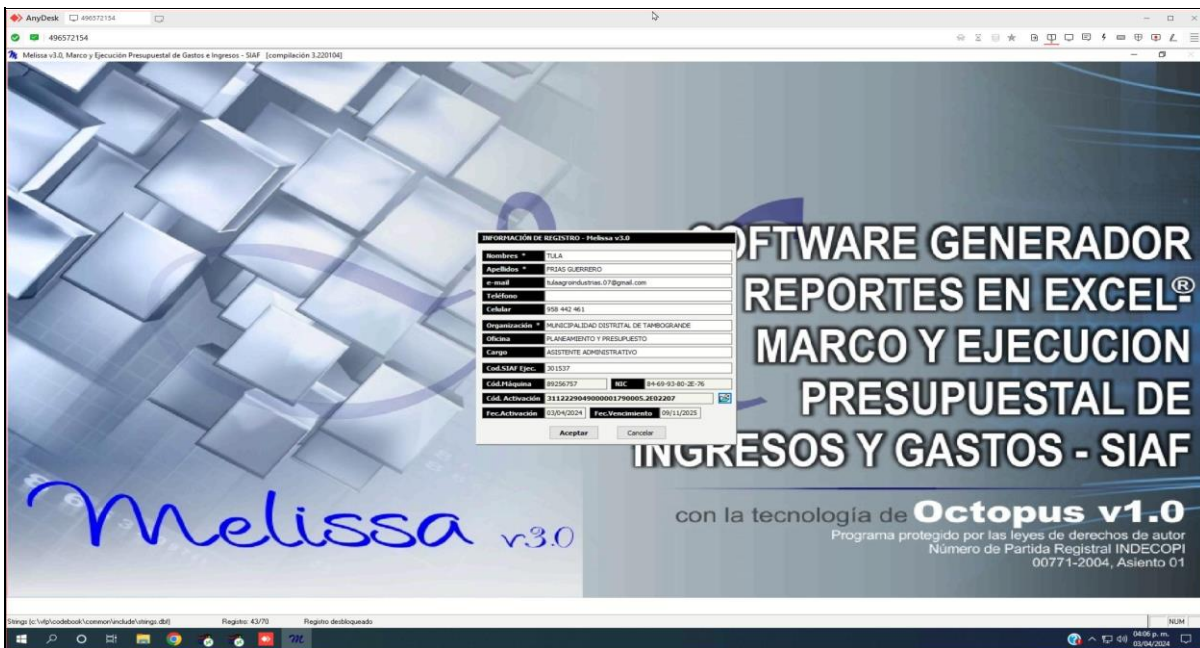 AnyDesk 496572154
496572154
Melissa v3.0, Marco y Ejecución Presupuestal de Gastos e Ingresos - SIAF [compilación 3.220104]
INFORMACIÓN DE REGISTRO - Melissa v3.0
Nombres * TULA
Apellidos * FRIAS GUERRERO
e-mail tulaagroindustrias.07@gmail.com
Teléfono
Celular 958 442 461
Organización * MUNICIPALIDAD DISTRITAL DE TAMBOGRANDE
Oficina PLANEAMIENTO Y PRESUPUESTO
Cargo ASISTENTE ADMINISTRATIVO
Cod.SIAF Ejec. 301537
Cód.Máquina 89256757 NIC 84-69-93-80-2E-76
Cód. Activación 3112229049000001790005.2E02207
Fec.Activación 03/04/2024 Fec.Vencimiento 09/11/2025
Aceptar Cancelar
SOFTWARE GENERADOR
REPORTES EN EXCEL®
MARCO Y EJECUCION
PRESUPUESTAL DE
INGRESOS Y GASTOS - SIAF
Melissa v3.0
con la tecnología de Octopus v1.0
Programa protegido por las leyes de derechos de autor
Número de Partida Registral INDECOPI
00771-2004, Asiento 01
Strings (c:\vfp\codebook\common\include\strings.dbf) Registro: 43/70 Registro desbloqueado NUM
04:06 p. m.
03/04/2024